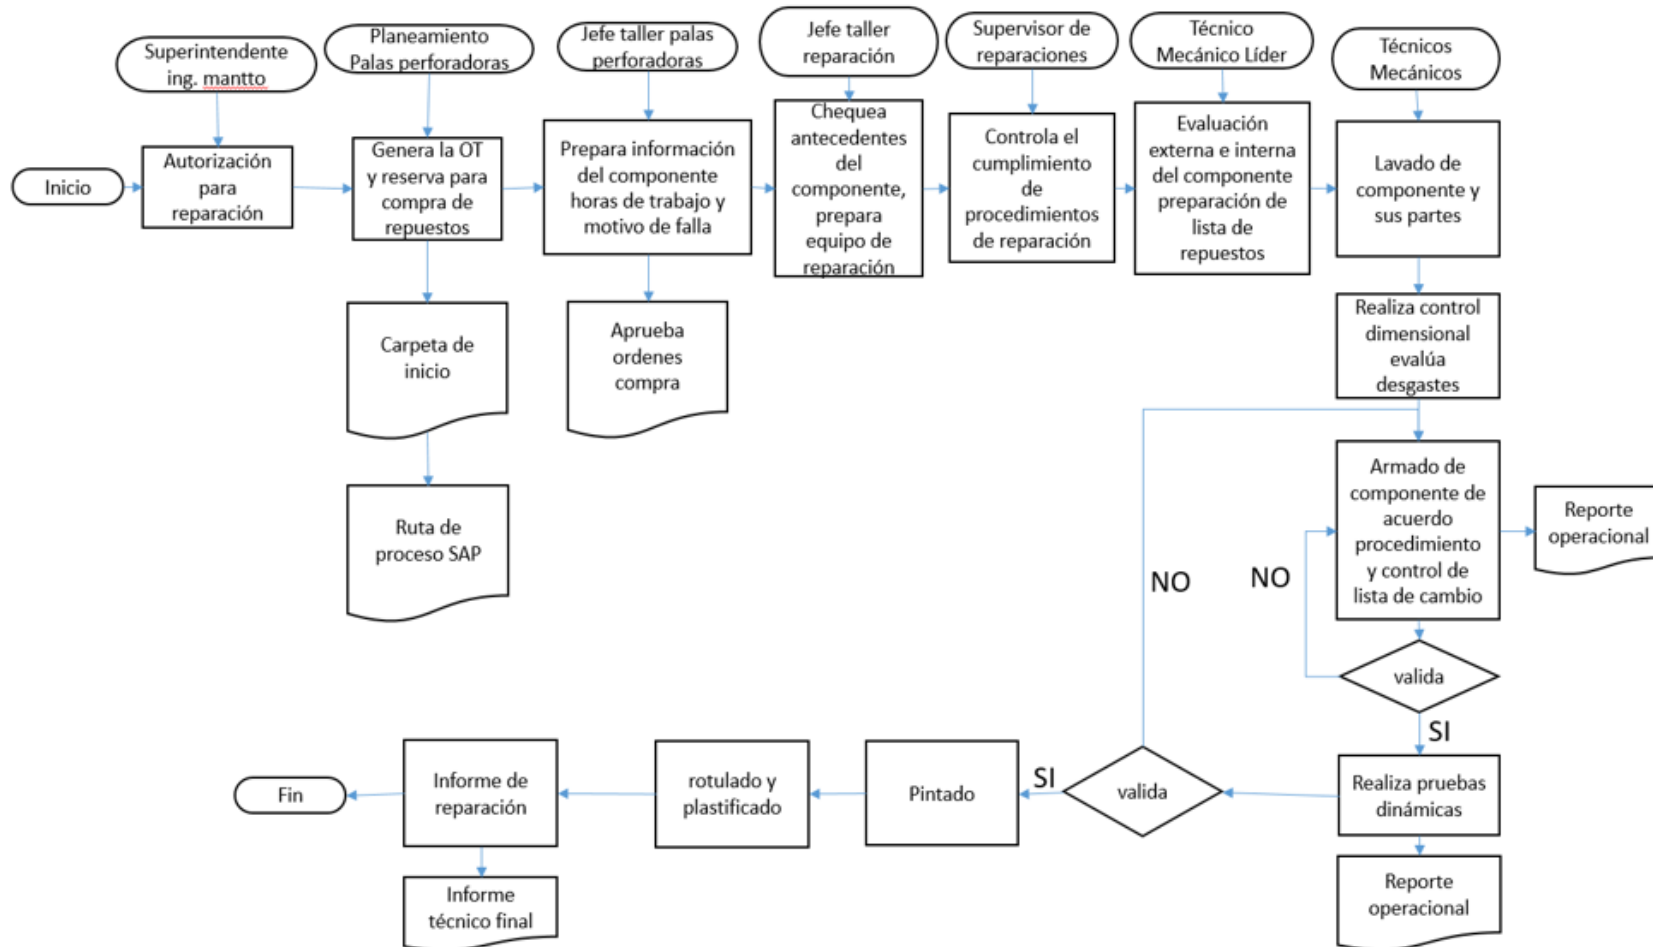 Superintendente
ing. mantto
Planeamiento
Palas perforadoras
Jefe taller palas
perforadoras
Jefe taller
reparación
Supervisor de
reparaciones
Técnico
Mecánico Líder
Técnicos
Mecánicos
Inicio
Autorización
para
reparación
Genera la OT
y reserva para
compra de
repuestos
Prepara información
del componente
horas de trabajo y
motivo de falla
Chequea
antecedentes
del
componente,
prepara
equipo de
reparación
Controla el
cumplimiento
de
procedimientos
de reparación
Evaluación
externa e interna
del componente
preparación de
lista de
repuestos
Lavado de
componente y
sus partes
Carpeta de
inicio
Aprueba
ordenes
compra
Realiza control
dimensional
evalúa
desgastes
Ruta de
proceso SAP
Armado de
componente de
acuerdo
procedimiento
y control de
lista de cambio
Reporte
operacional
NO
NO
valida
SI
Realiza pruebas
dinámicas
valida
SI
Pintado
rotulado y
plastificado
Informe de
reparación
Fin
Informe
técnico final
Reporte
operacional